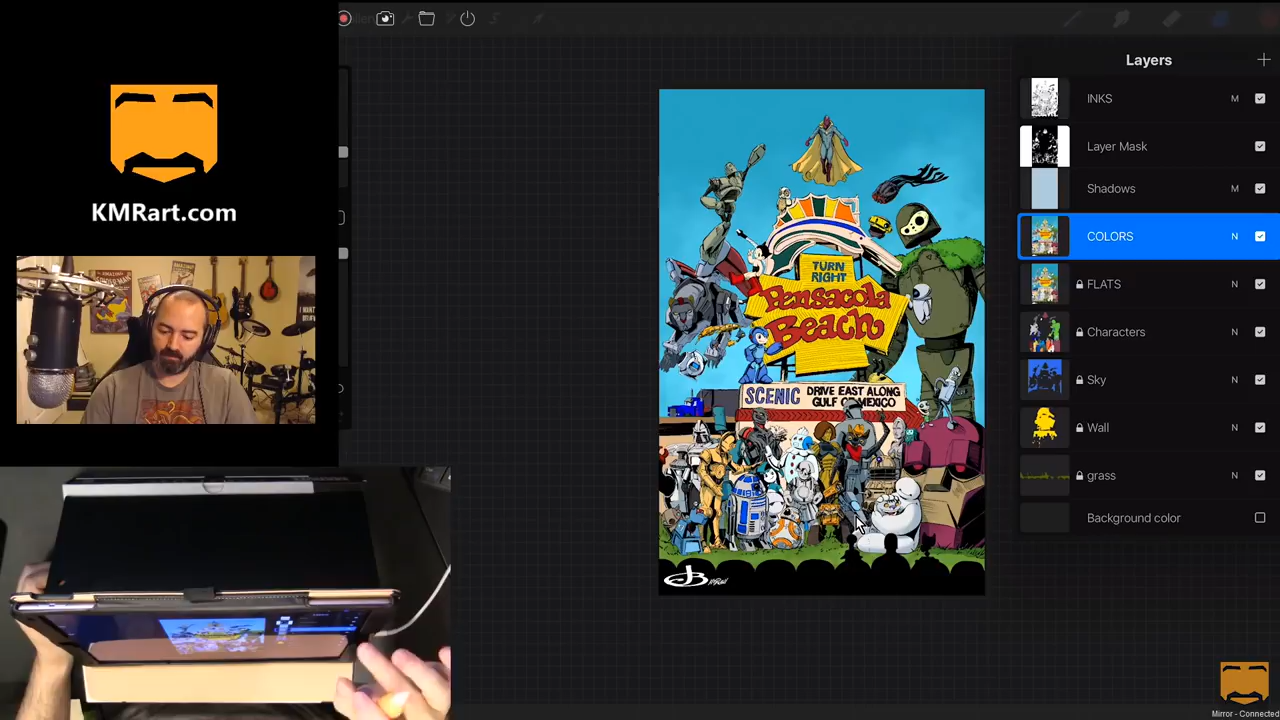 KMRart.com
Layers
INKS M
Layer Mask
Shadows M
COLORS N
FLATS N
Characters N
Sky N
Wall N
grass N
Background color
TURN
RIGHT
Pensacola
Beach
SCENIC DRIVE EAST ALONG
GULF OF MEXICO
JB
Mirror - Connected